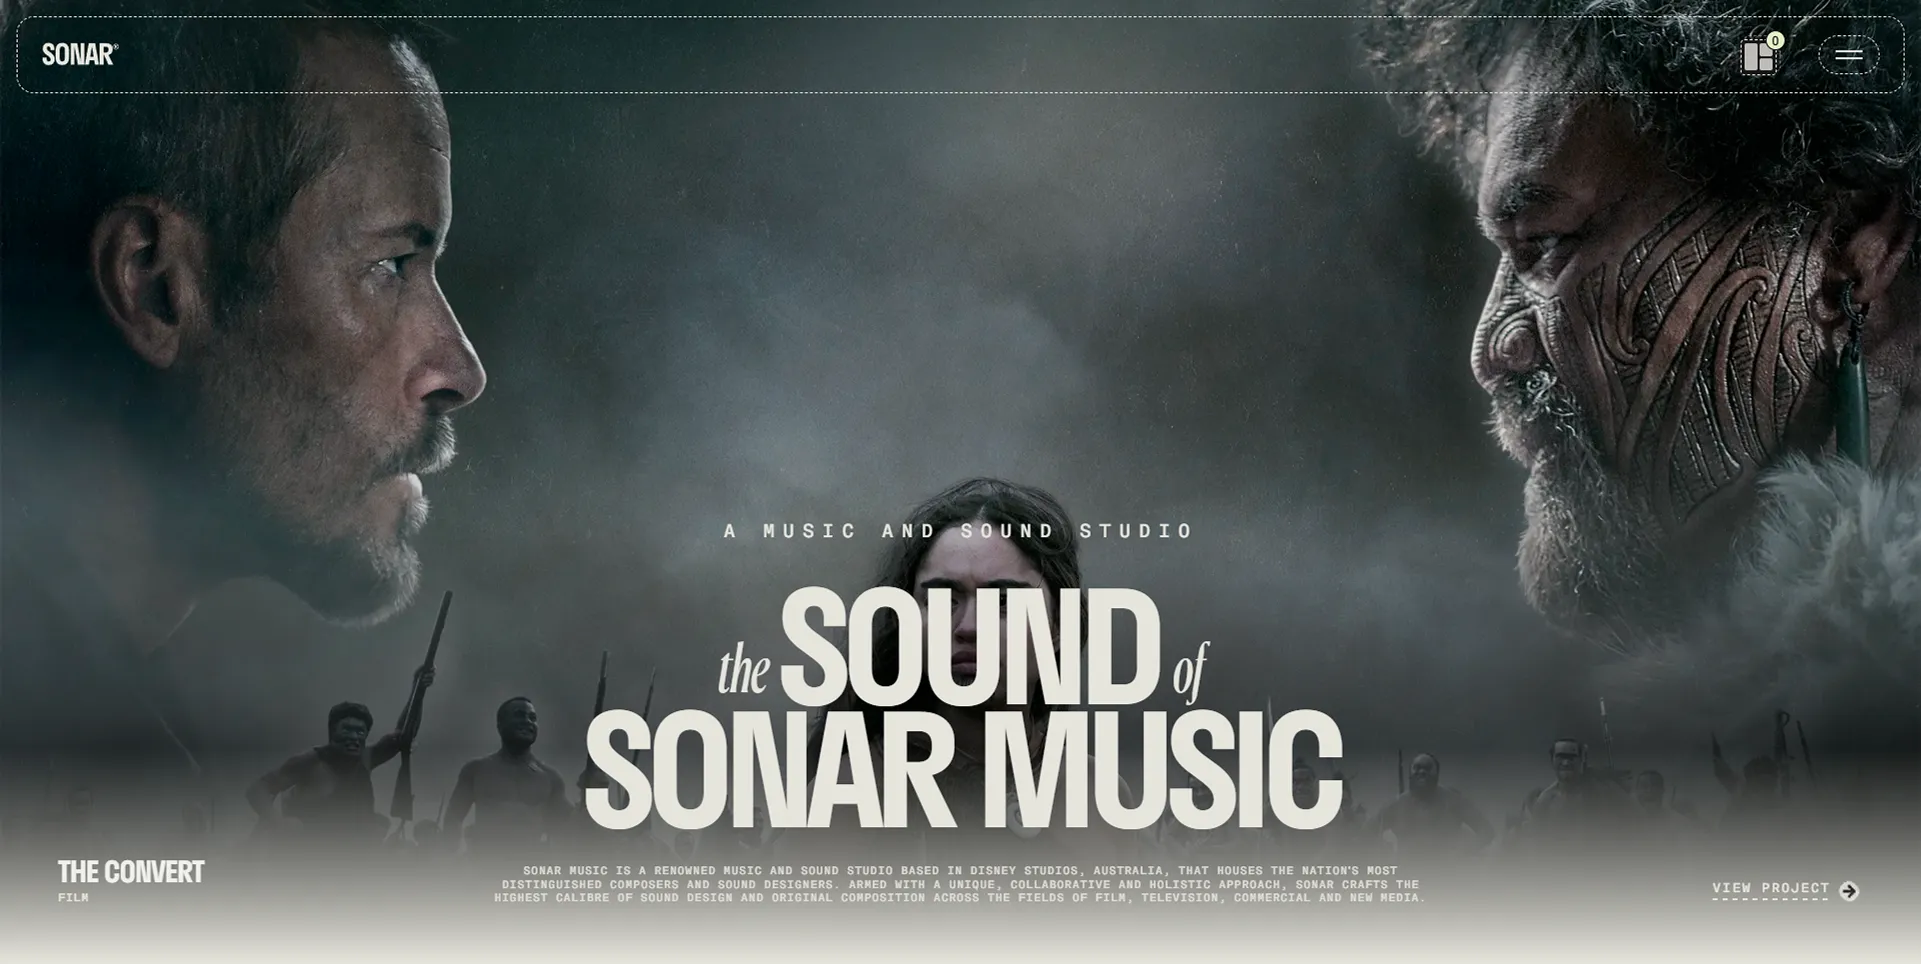 SONAR®
0
A MUSIC AND SOUND STUDIO
the SOUND of
SONAR MUSIC
THE CONVERT
FILM
SONAR MUSIC IS A RENOWNED MUSIC AND SOUND STUDIO BASED IN DISNEY STUDIOS, AUSTRALIA, THAT HOUSES THE NATION'S MOST
DISTINGUISHED COMPOSERS AND SOUND DESIGNERS. ARMED WITH A UNIQUE, COLLABORATIVE AND HOLISTIC APPROACH, SONAR CRAFTS THE
HIGHEST CALIBRE OF SOUND DESIGN AND ORIGINAL COMPOSITION ACROSS THE FIELDS OF FILM, TELEVISION, COMMERCIAL AND NEW MEDIA.
VIEW PROJECT